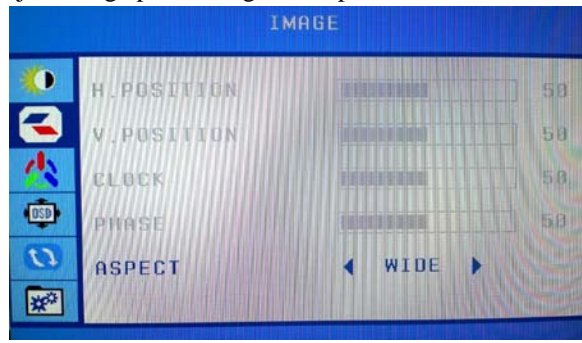 IMAGE
H.POSITION 50
V.POSITION 50
CLOCK 50
PHASE 50
OSD
ASPECT WIDE